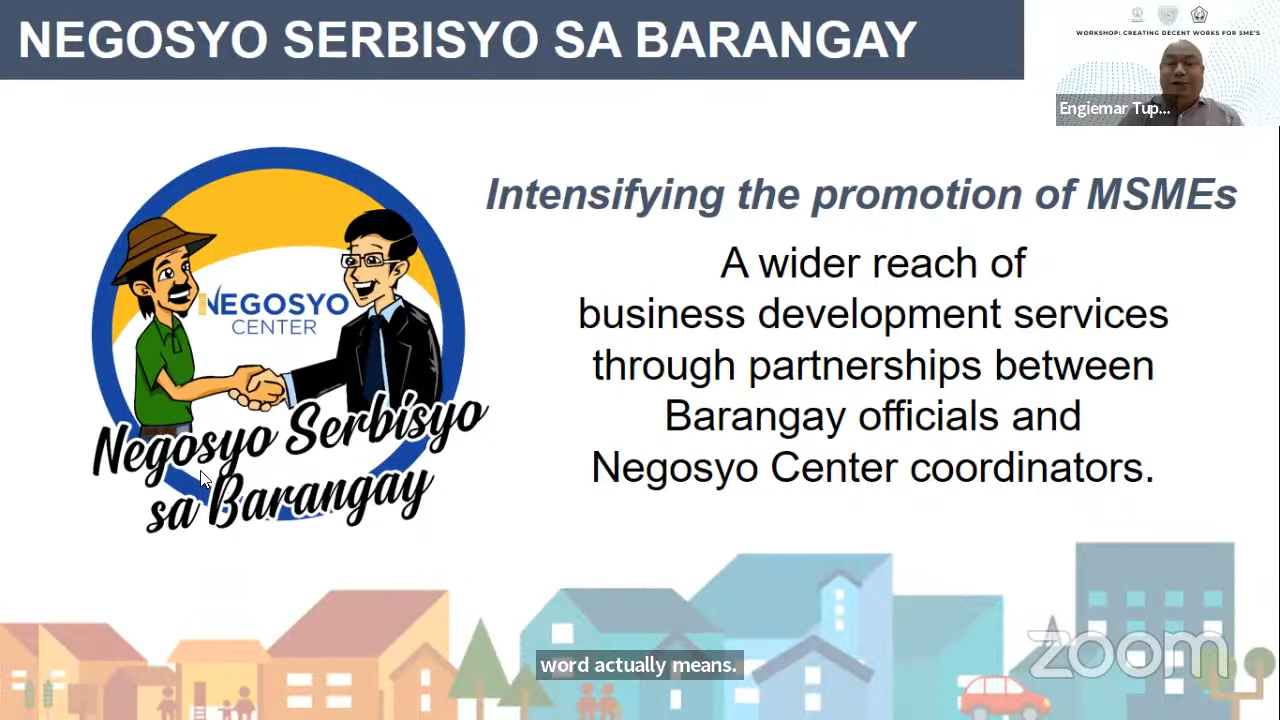 NEGOSYO SERBISYO SA BARANGAY
WORKSHOP: CREATING DECENT WORKS FOR SME'S
Engiemar Tup...
Intensifying the promotion of MSMEs
A wider reach of
business development services
through partnerships between
Barangay officials and
Negosyo Center coordinators.
NEGOSYO
CENTER
Negosyo Serbisyo
sa Barangay
word actually means.
zoom